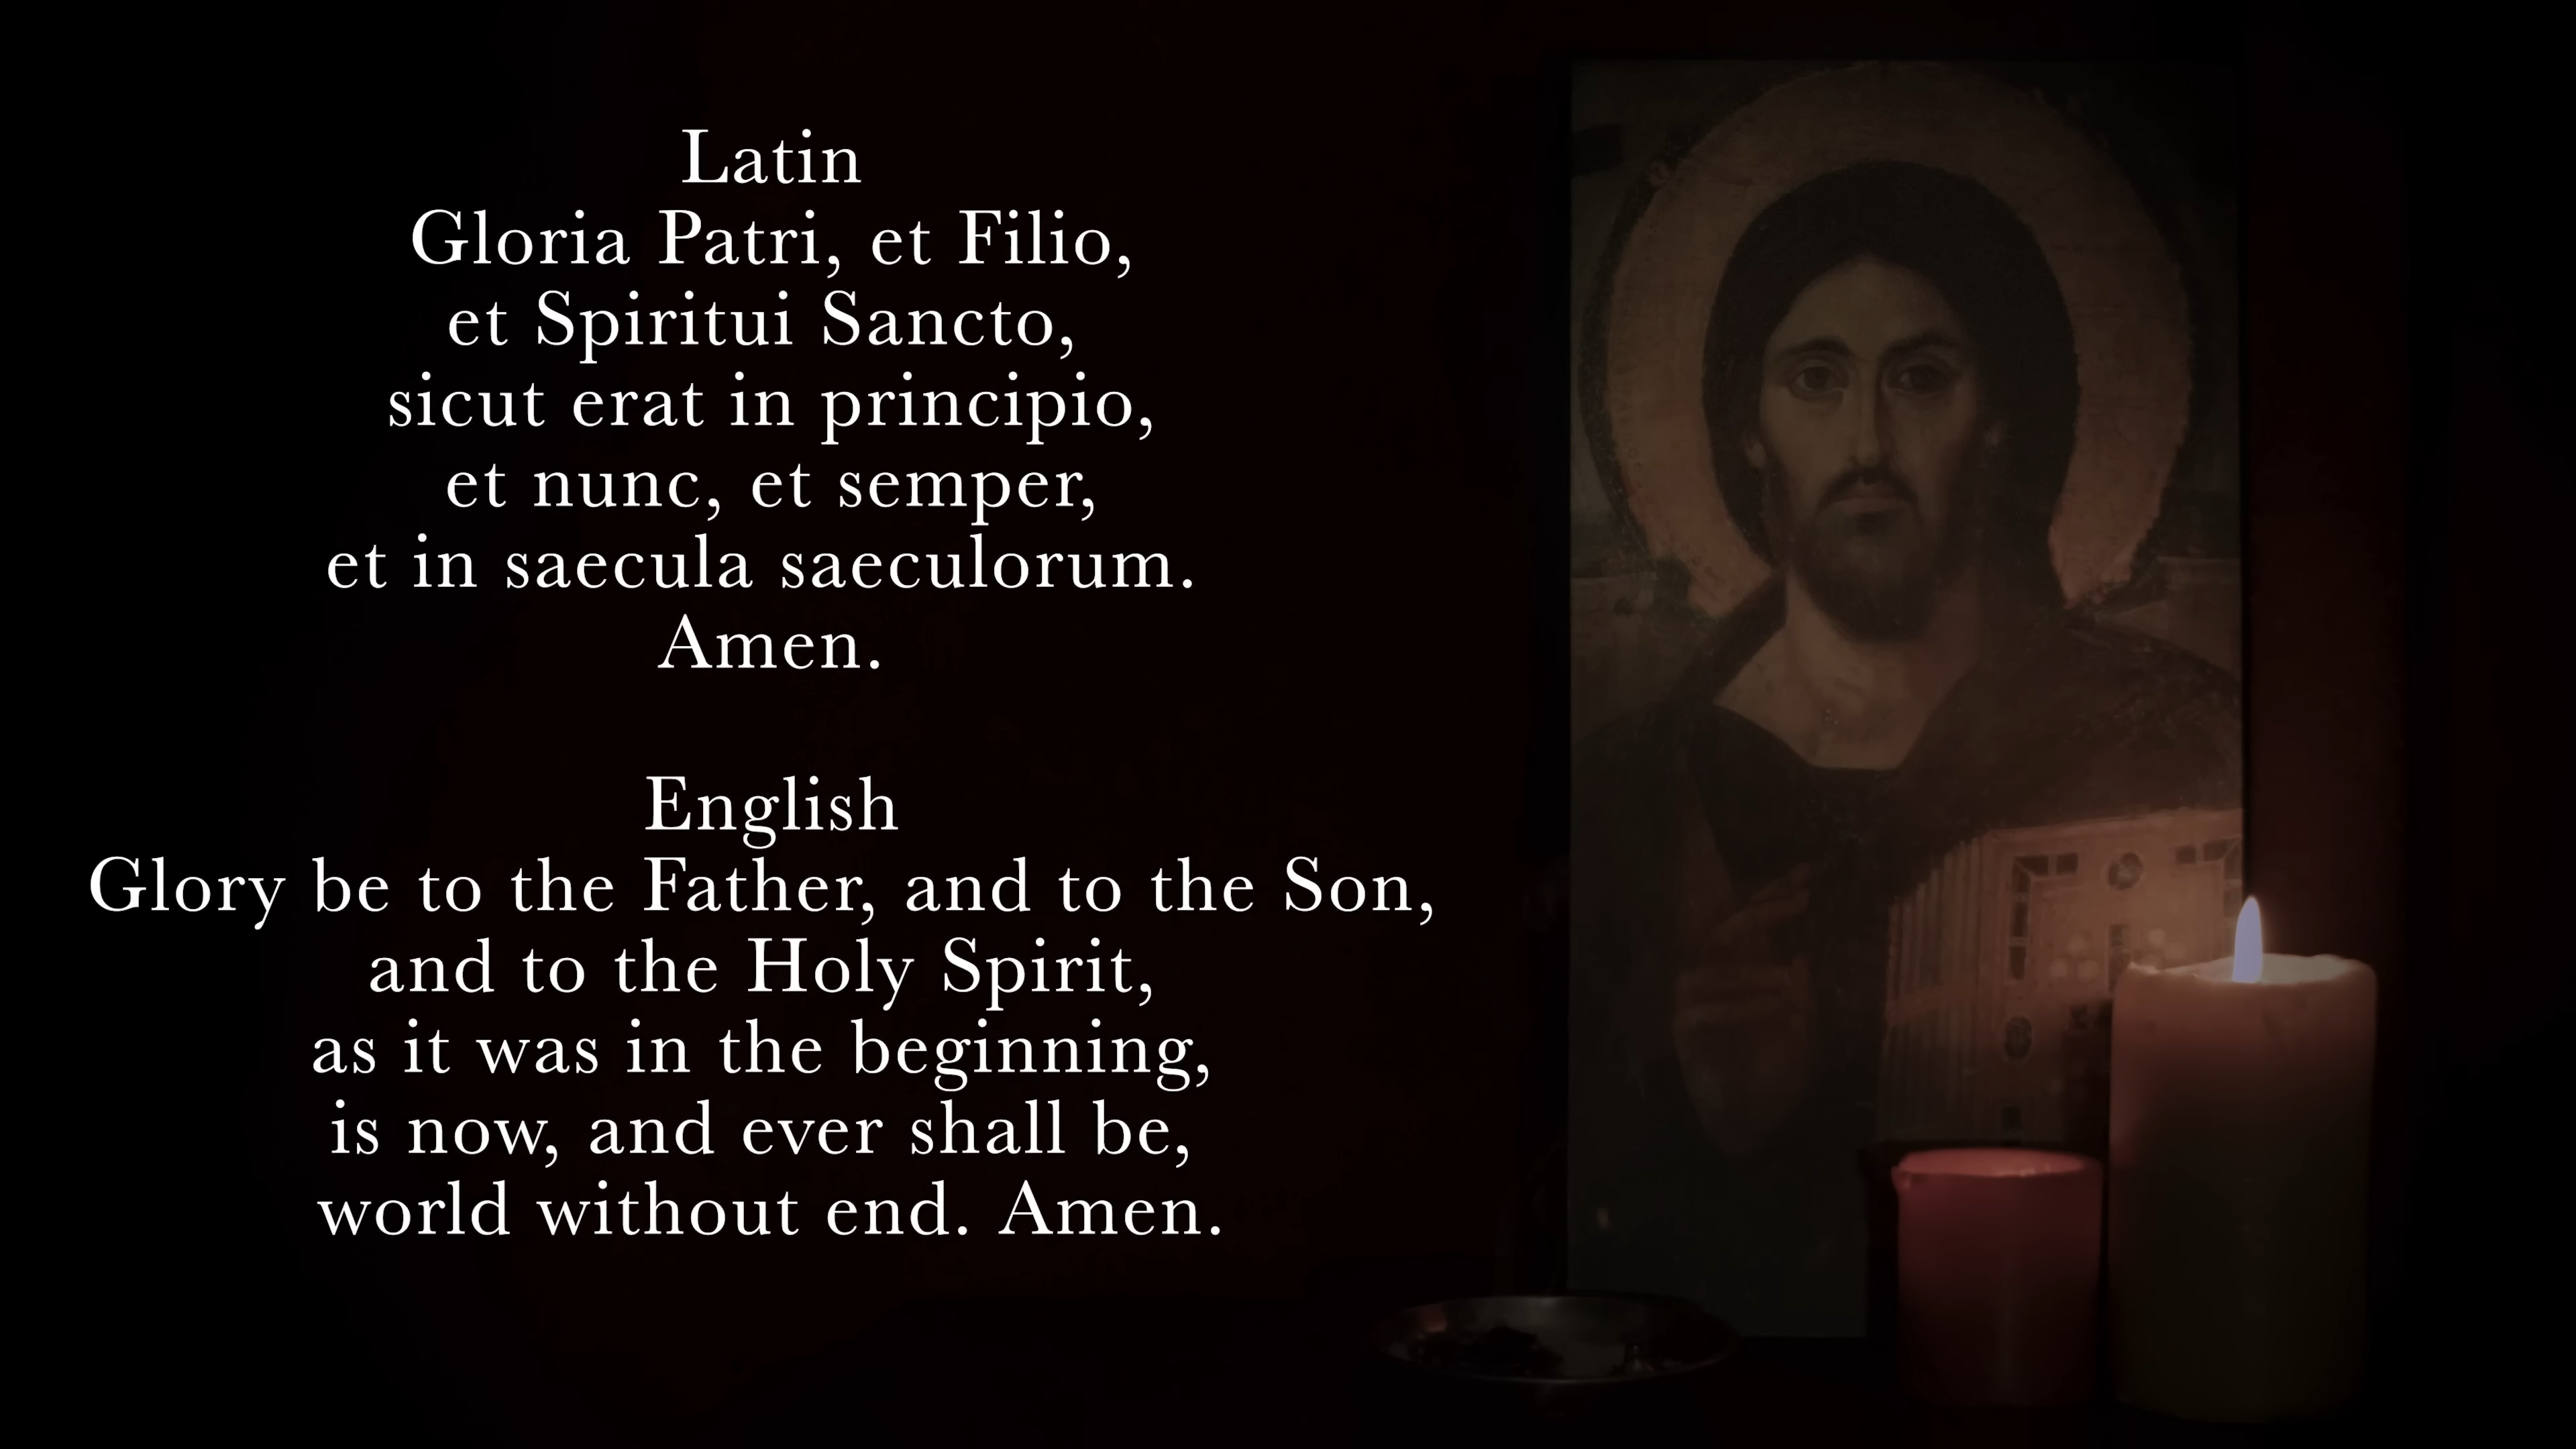 Latin
Gloria Patri, et Filio,
et Spiritui Sancto,
sicut erat in principio,
et nunc, et semper,
et in saecula saeculorum.
Amen.
English
Glory be to the Father, and to the Son,
and to the Holy Spirit,
as it was in the beginning,
is now, and ever shall be,
world without end. Amen.